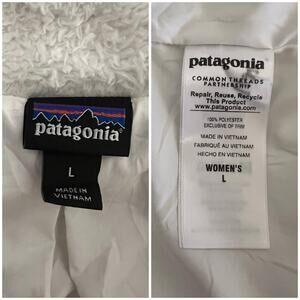 patagonia
L
MADE IN
VIETNAM
patagonia
COMMON THREADS
PARTNERSHIP
Repair, Reuse, Recycle
This Product
www.patagonia.com
100% POLYESTER
EXCLUSIVE OF TRIM
MADE IN VIETNAM
FABRIQUÉ AU VIETNAM
HECHO EN VIETNAM
WOMEN'S
L